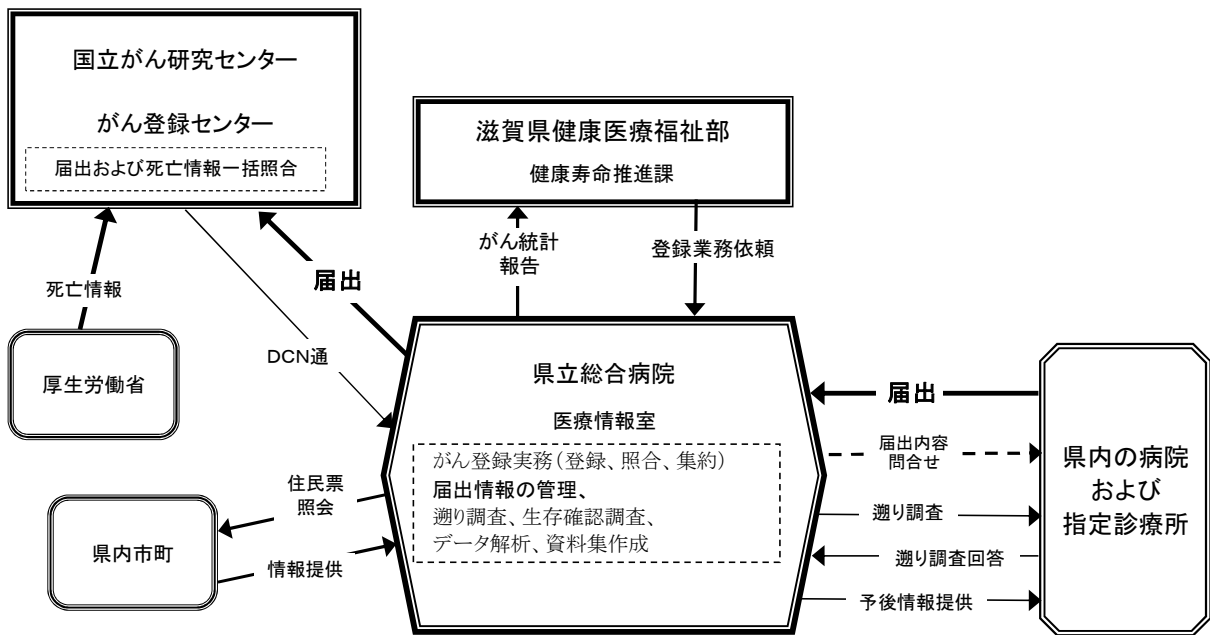 国立がん研究センター
がん登録センター
届出および死亡情報一括照合
滋賀県健康医療福祉部
健康寿命推進課
がん統計
報告
登録業務依頼
死亡情報
届出
DCN通
厚生労働省
県立総合病院
医療情報室
がん登録実務(登録、照合、集約)
届出情報の管理、
遡り調査、生存確認調査、
データ解析、資料集作成
届出
届出内容
問合せ
遡り調査
遡り調査回答
予後情報提供
県内の病院
および
指定診療所
住民票
照会
情報提供
県内市町